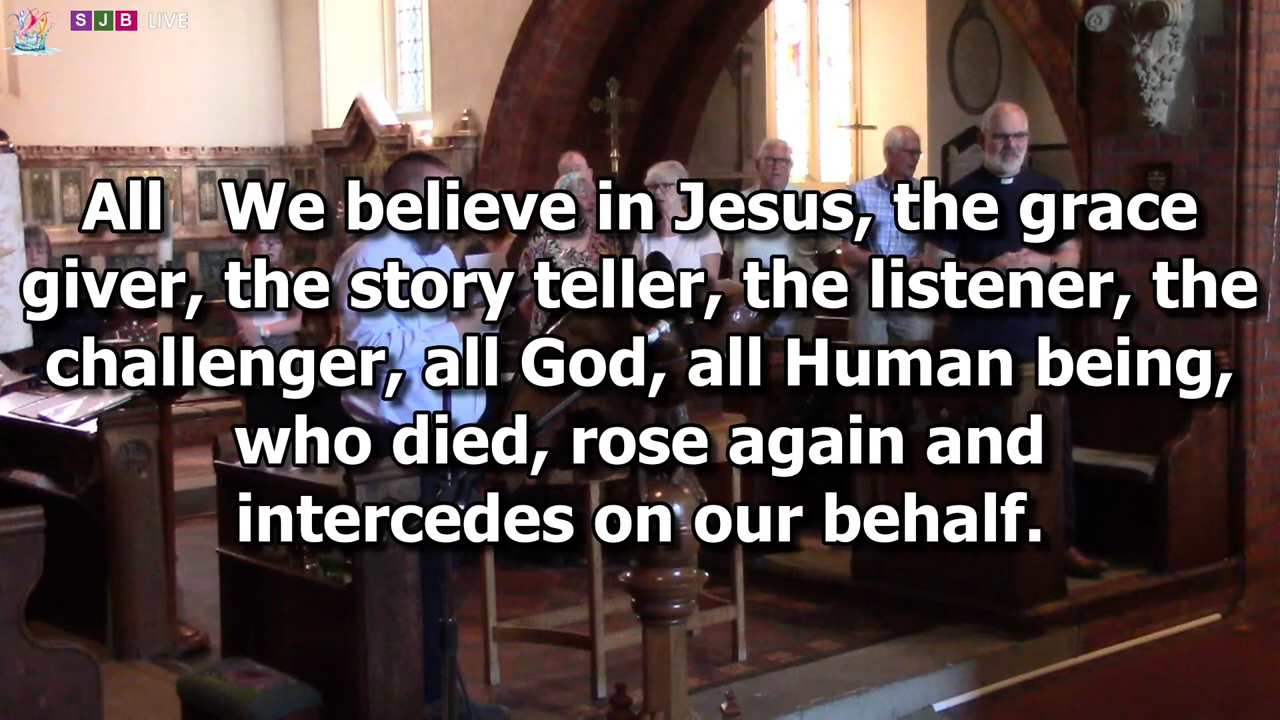 SJB LIVE
All We believe in Jesus, the grace
giver, the story teller, the listener, the
challenger, all God, all Human being,
who died, rose again and
intercedes on our behalf.